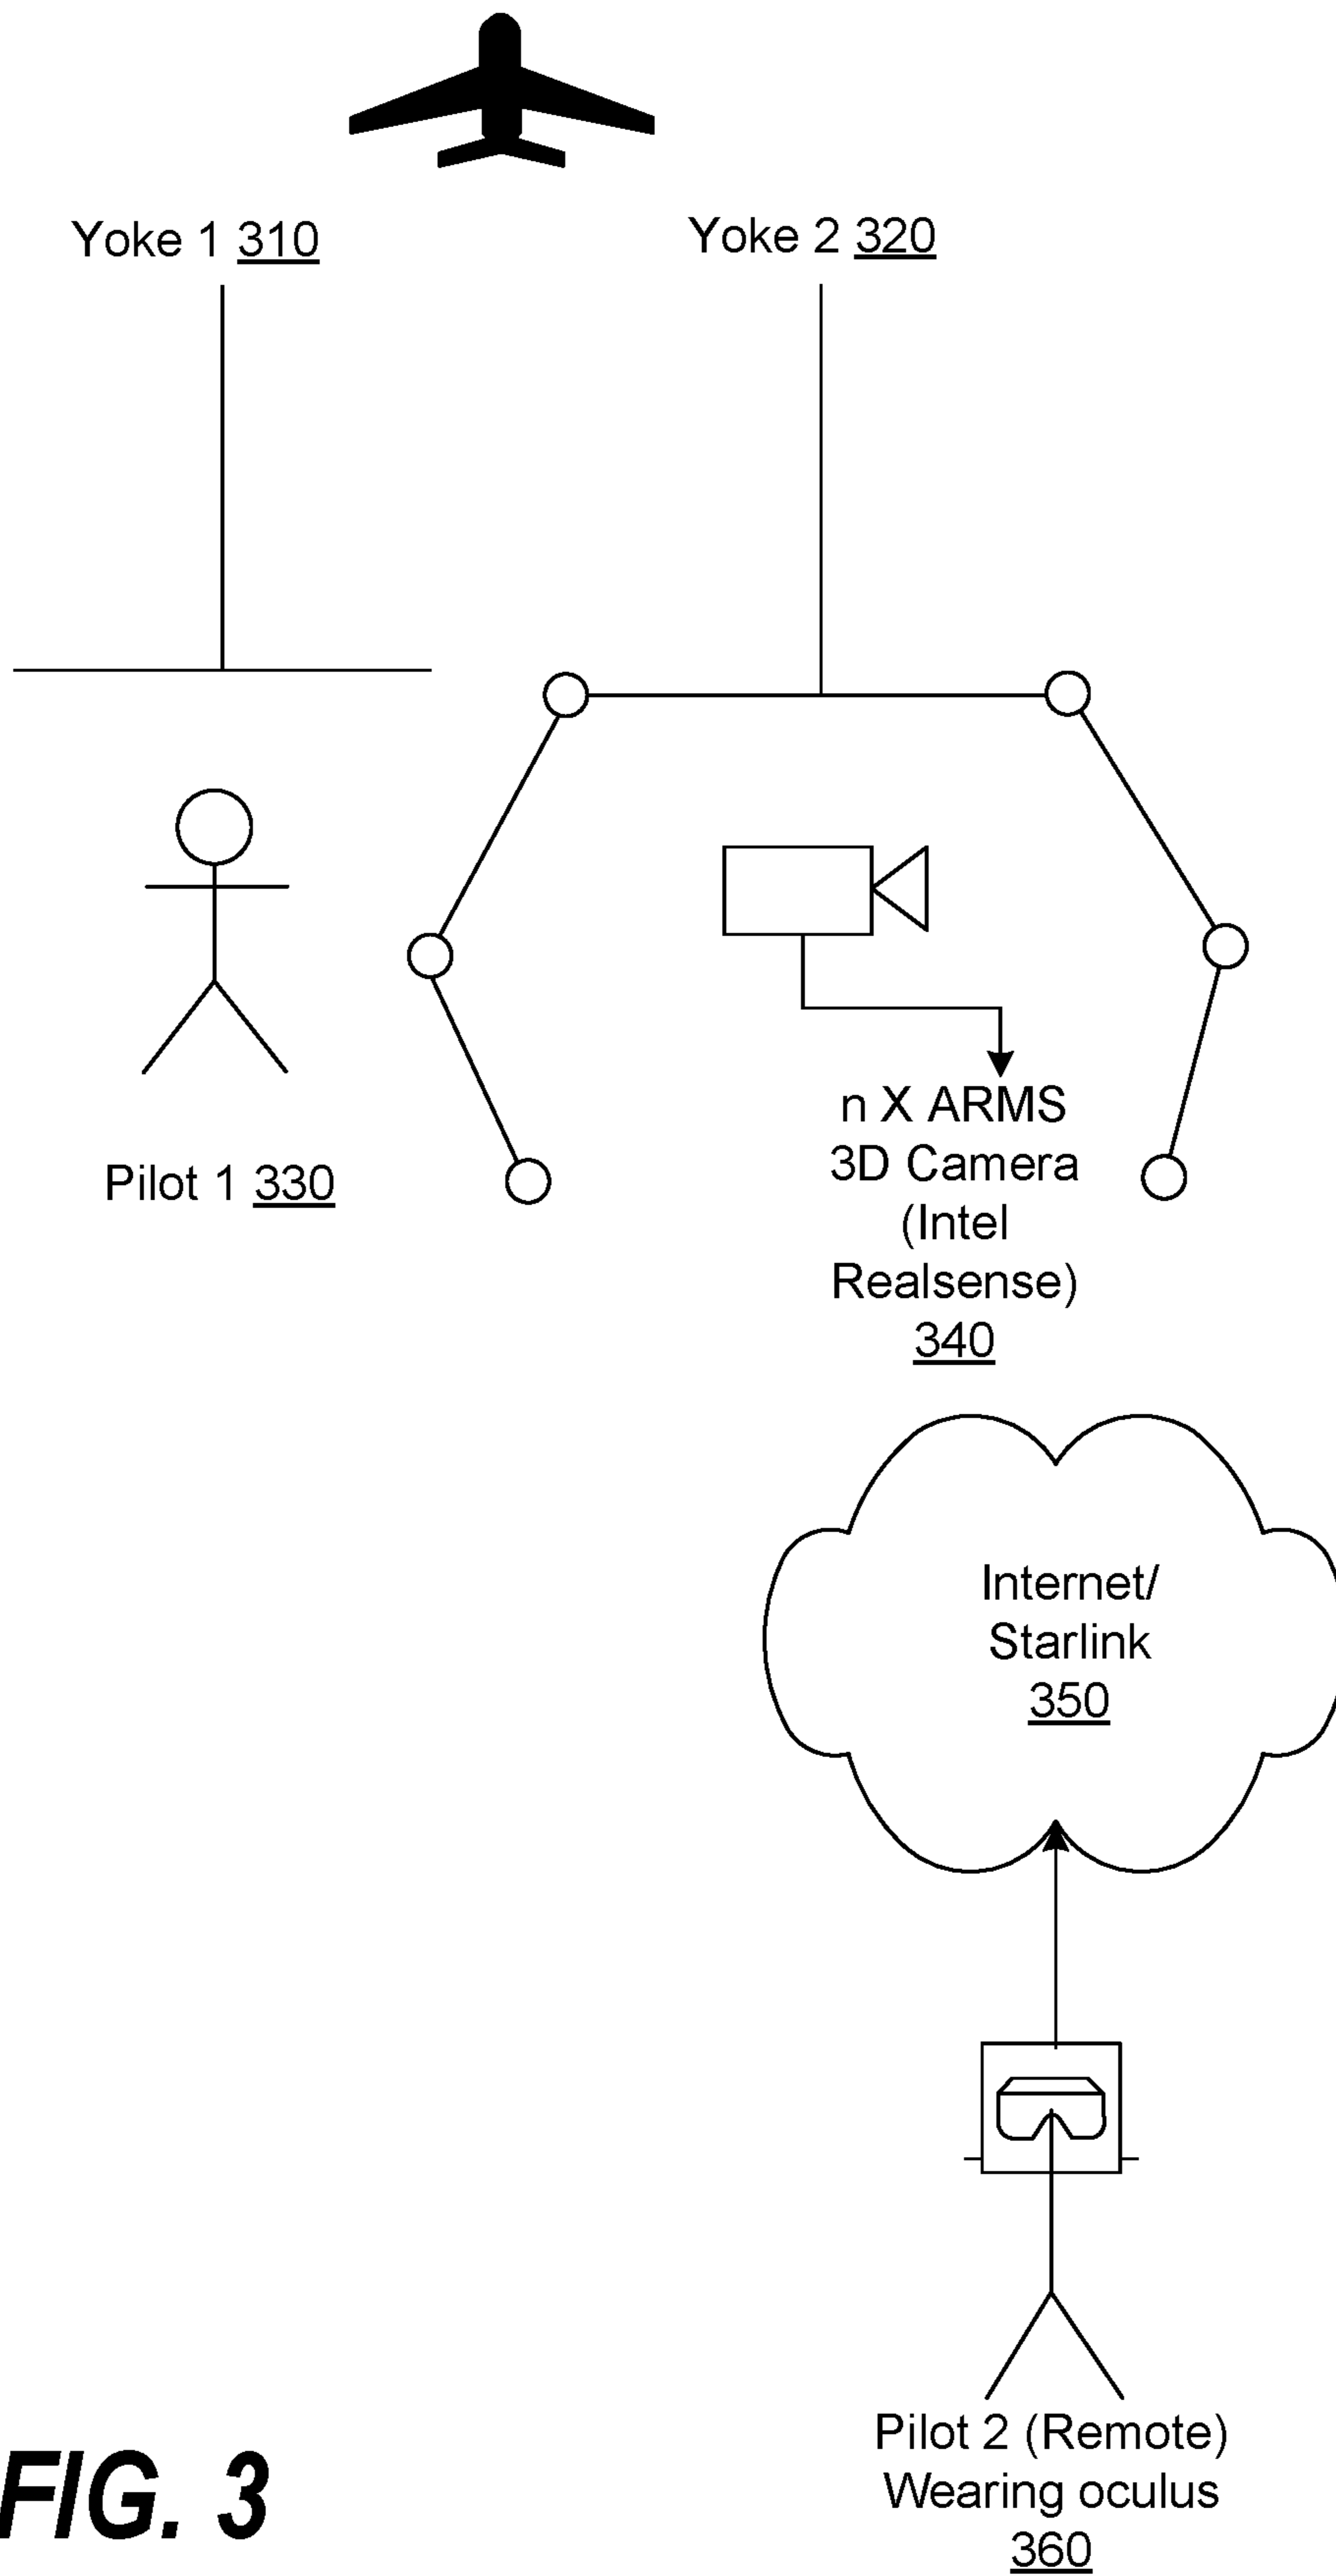 Yoke 1 310
Yoke 2 320
Pilot 1 330
n X ARMS
3D Camera
(Intel
Realsense)
340
Internet/
Starlink
350
Pilot 2 (Remote)
Wearing oculus
360
FIG. 3